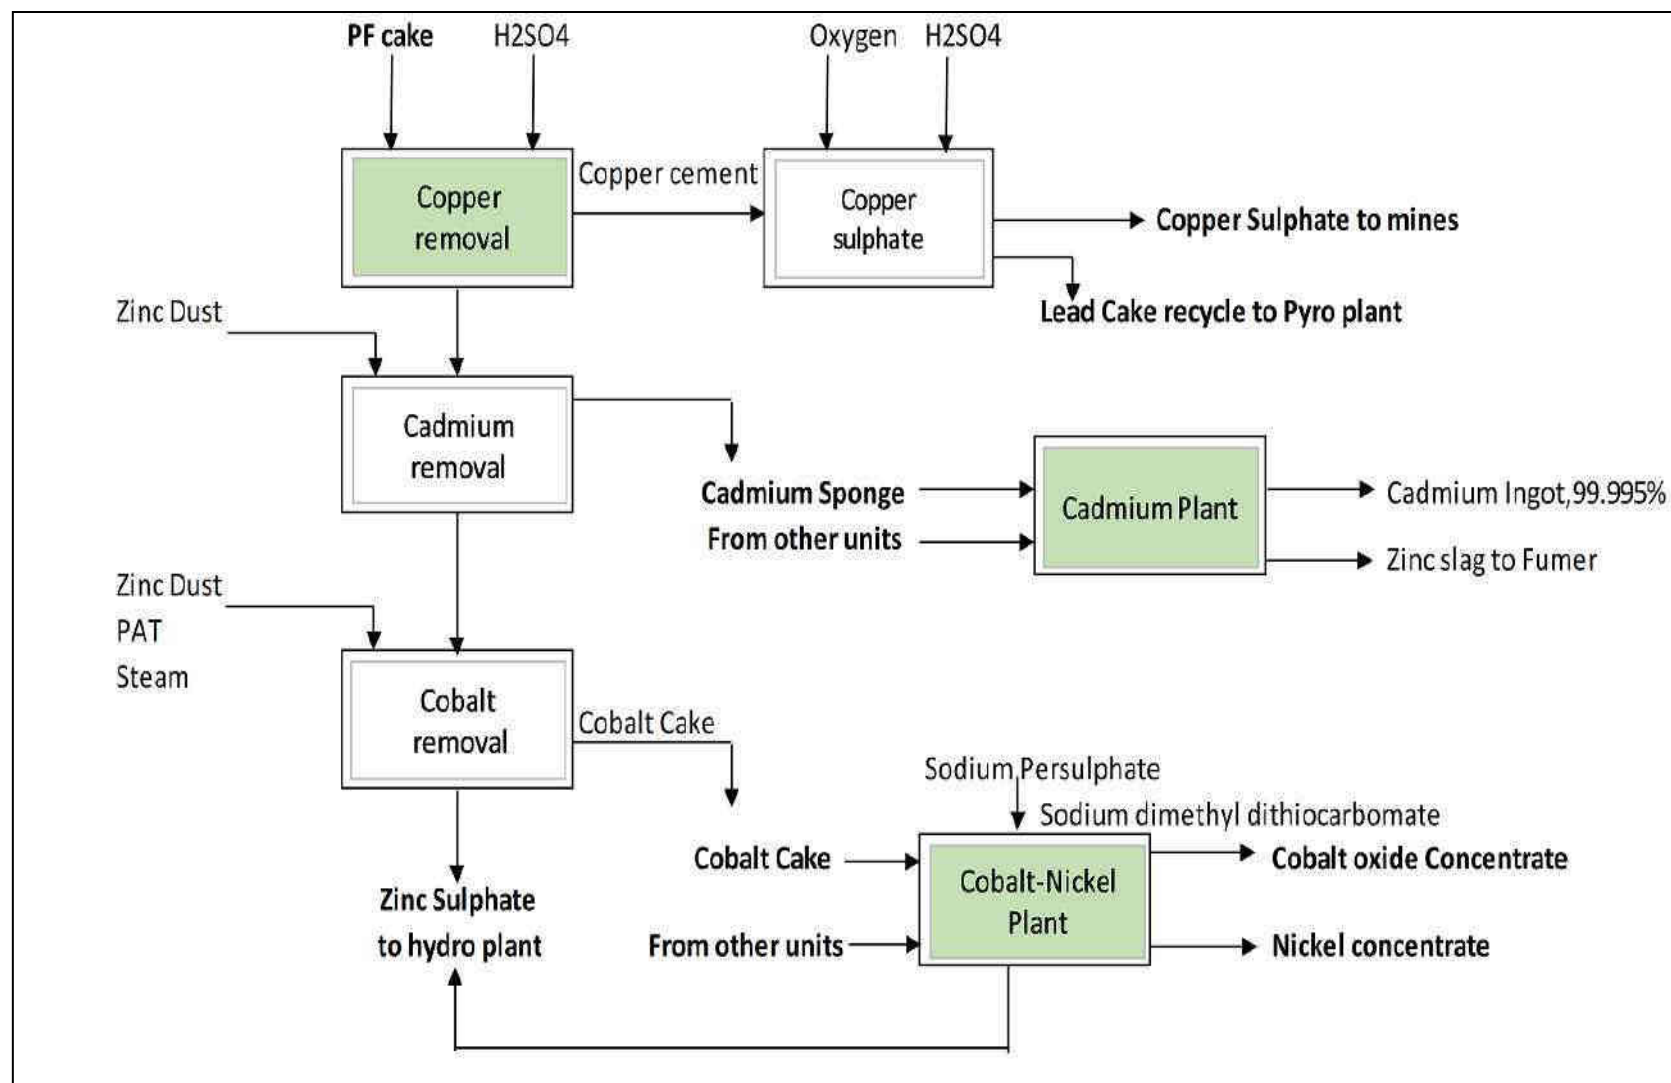 PF cake
H2SO4
Oxygen
H2SO4
Copper
removal
Copper cement
Copper
sulphate
Copper Sulphate to mines
Lead Cake recycle to Pyro plant
Zinc Dust
Cadmium
removal
Cadmium Sponge
From other units
Cadmium Plant
Cadmium Ingot,99.995%
Zinc slag to Fumer
Zinc Dust
PAT
Steam
Cobalt
removal
Cobalt Cake
Sodium Persulphate
Sodium dimethyl dithiocarbomate
Cobalt Cake
From other units
Cobalt-Nickel
Plant
Cobalt oxide Concentrate
Nickel concentrate
Zinc Sulphate
to hydro plant